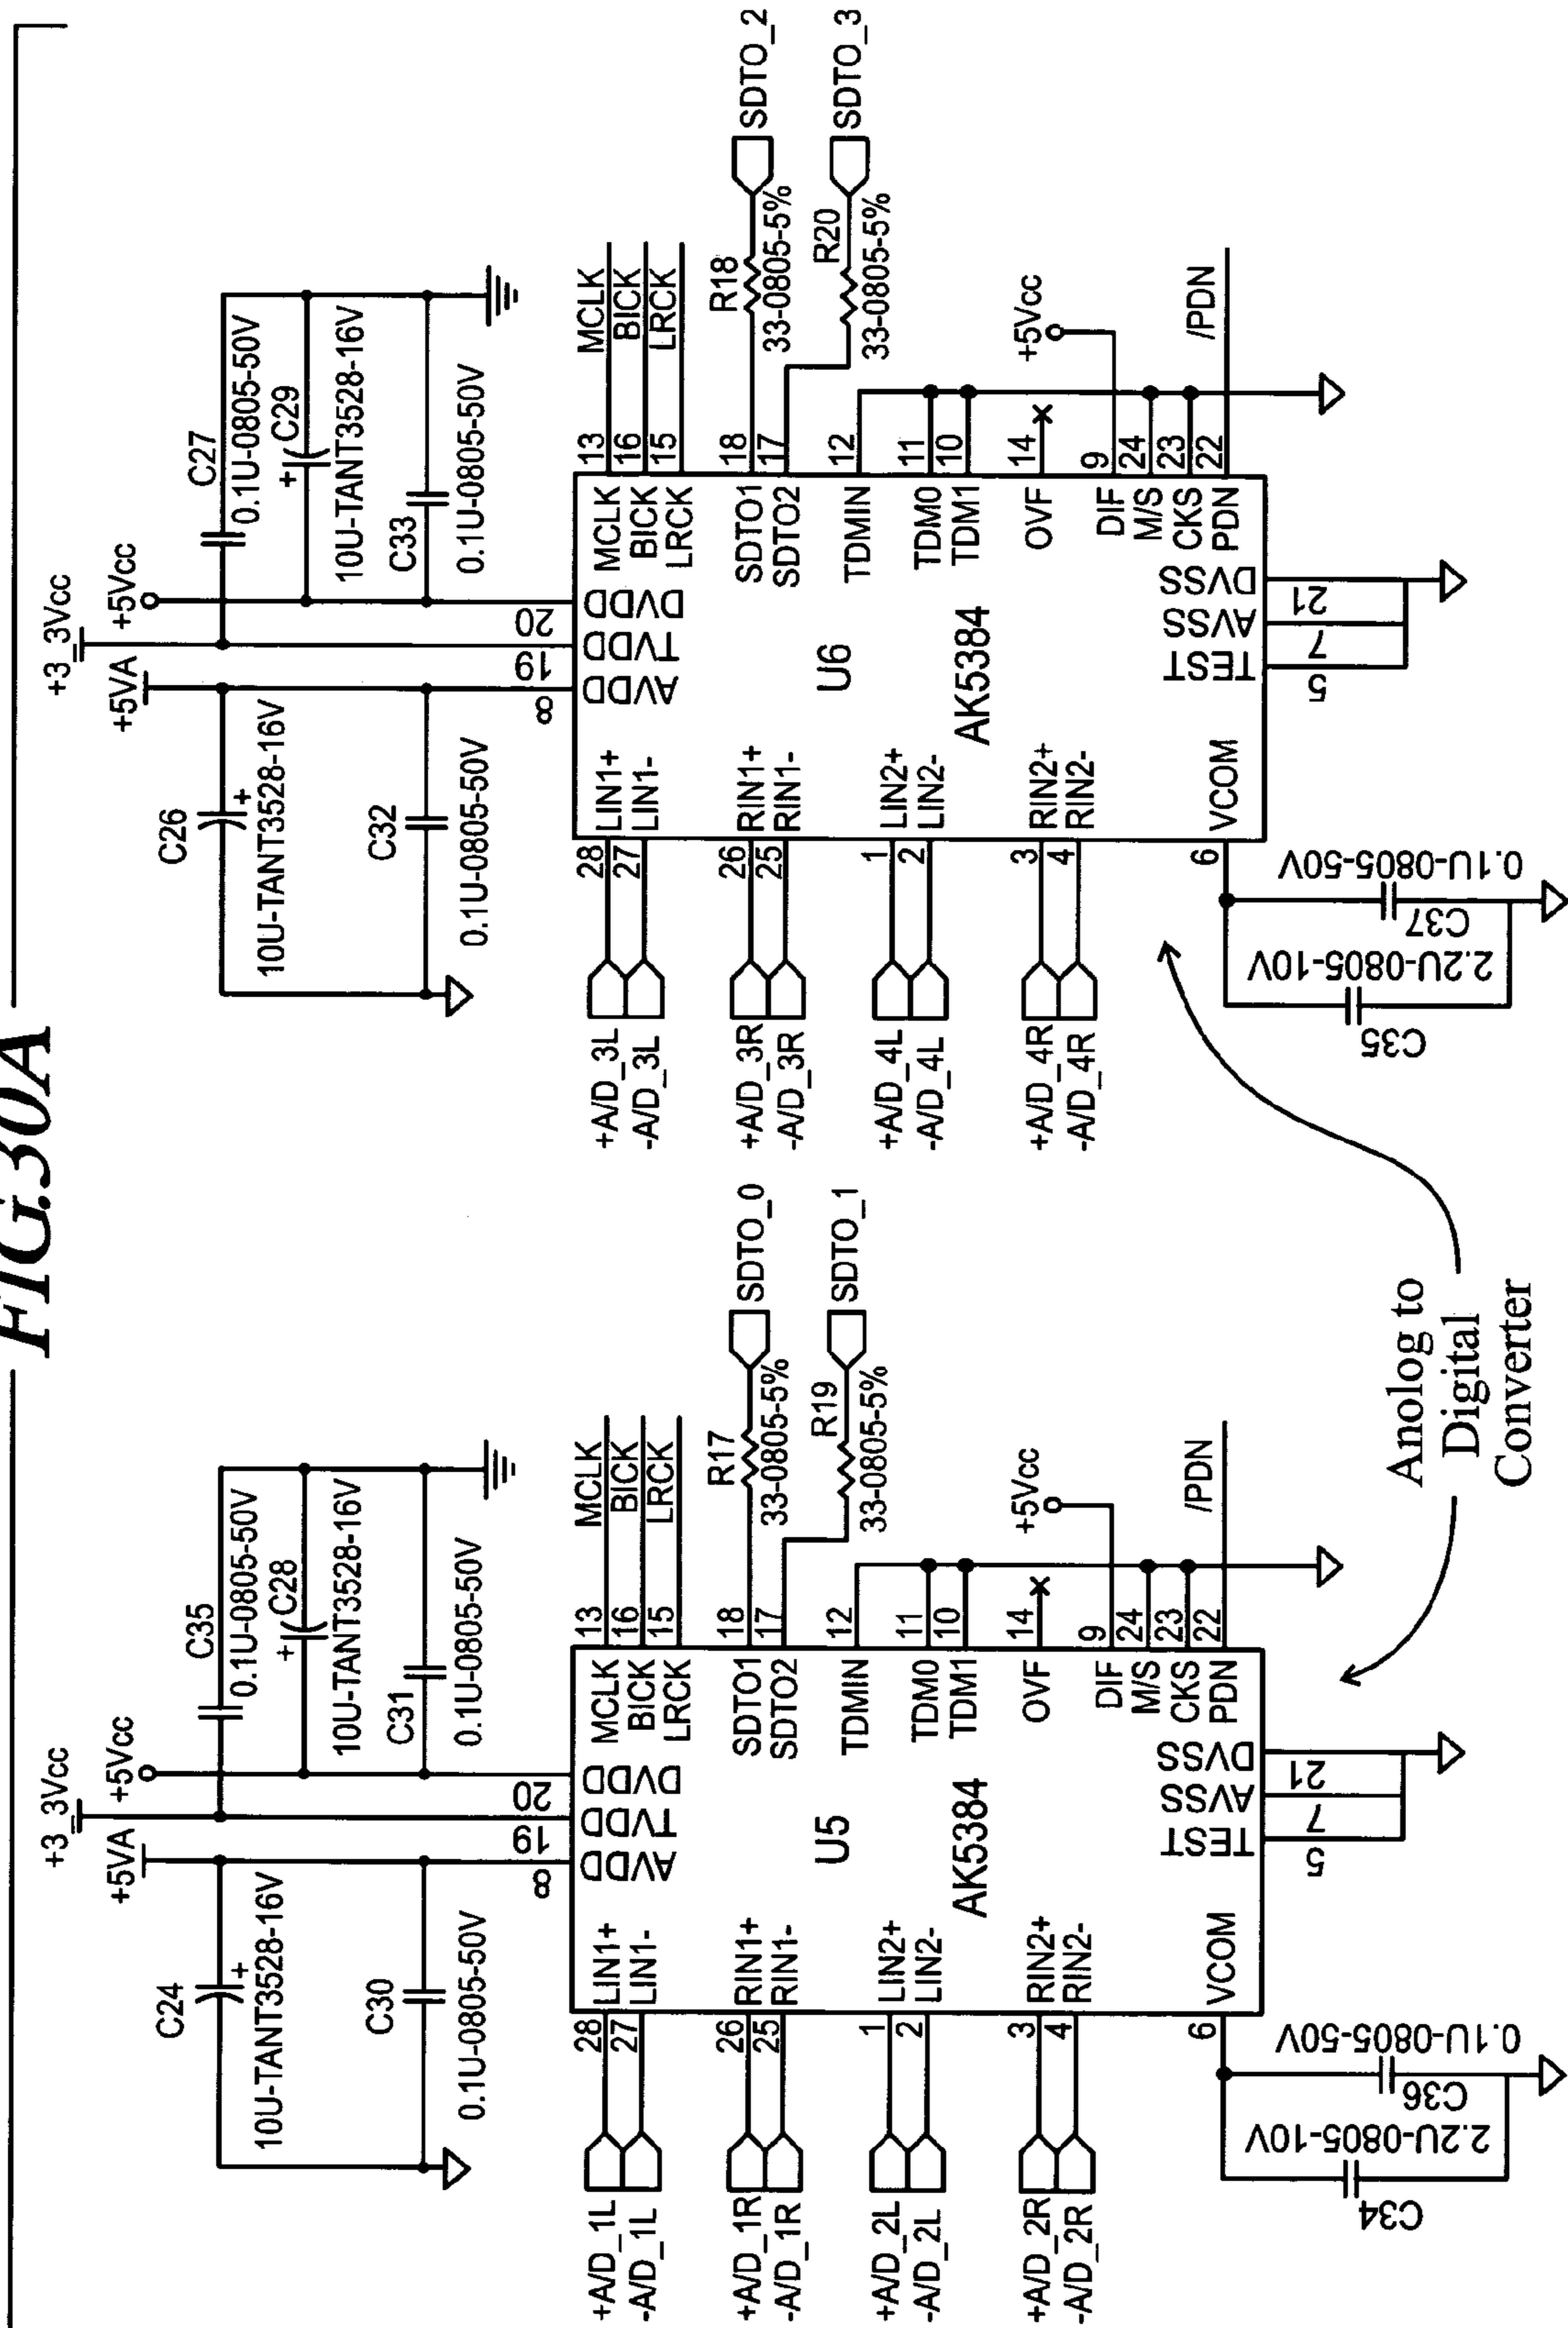 FIG.30A
+3_3Vcc
+5VA
+5Vcc
C24
10U-TANT3528-16V
C30
0.1U-0805-50V
C35
0.1U-0805-50V
C28
10U-TANT3528-16V
C31
0.1U-0805-50V
+
+
8
19
20
AVDD
TVDD
DVDD
+A/D_1L
-A/D_1L
+A/D_1R
-A/D_1R
+A/D_2L
-A/D_2L
+A/D_2R
-A/D_2R
28
27
26
25
1
2
3
4
6
LIN1+
LIN1-
RIN1+
RIN1-
LIN2+
LIN2-
RIN2+
RIN2-
VCOM
U5
AK5384
MCLK
BICK
LRCK
SDTO1
SDTO2
TDMIN
TDM0
TDM1
OVF
DIF
M/S
CKS
PDN
13
16
15
18
17
12
11
10
14
9
24
23
22
MCLK
BICK
LRCK
R17
33-0805-5%
SDTO_0
R19
33-0805-5%
SDTO_1
+5Vcc
/PDN
TEST
AVSS
DVSS
5
7
21
C34
2.2U-0805-10V
C36
0.1U-0805-50V
+3_3Vcc
+5VA
+5Vcc
C26
10U-TANT3528-16V
C32
0.1U-0805-50V
C27
0.1U-0805-50V
C29
10U-TANT3528-16V
C33
0.1U-0805-50V
+
+
8
19
20
AVDD
TVDD
DVDD
+A/D_3L
-A/D_3L
+A/D_3R
-A/D_3R
+A/D_4L
-A/D_4L
+A/D_4R
-A/D_4R
28
27
26
25
1
2
3
4
6
LIN1+
LIN1-
RIN1+
RIN1-
LIN2+
LIN2-
RIN2+
RIN2-
VCOM
U6
AK5384
MCLK
BICK
LRCK
SDTO1
SDTO2
TDMIN
TDM0
TDM1
OVF
DIF
M/S
CKS
PDN
13
16
15
18
17
12
11
10
14
9
24
23
22
MCLK
BICK
LRCK
R18
33-0805-5%
SDTO_2
R20
33-0805-5%
SDTO_3
+5Vcc
/PDN
TEST
AVSS
DVSS
5
7
21
C35
2.2U-0805-10V
C37
0.1U-0805-50V
Anolog to
Digital
Converter